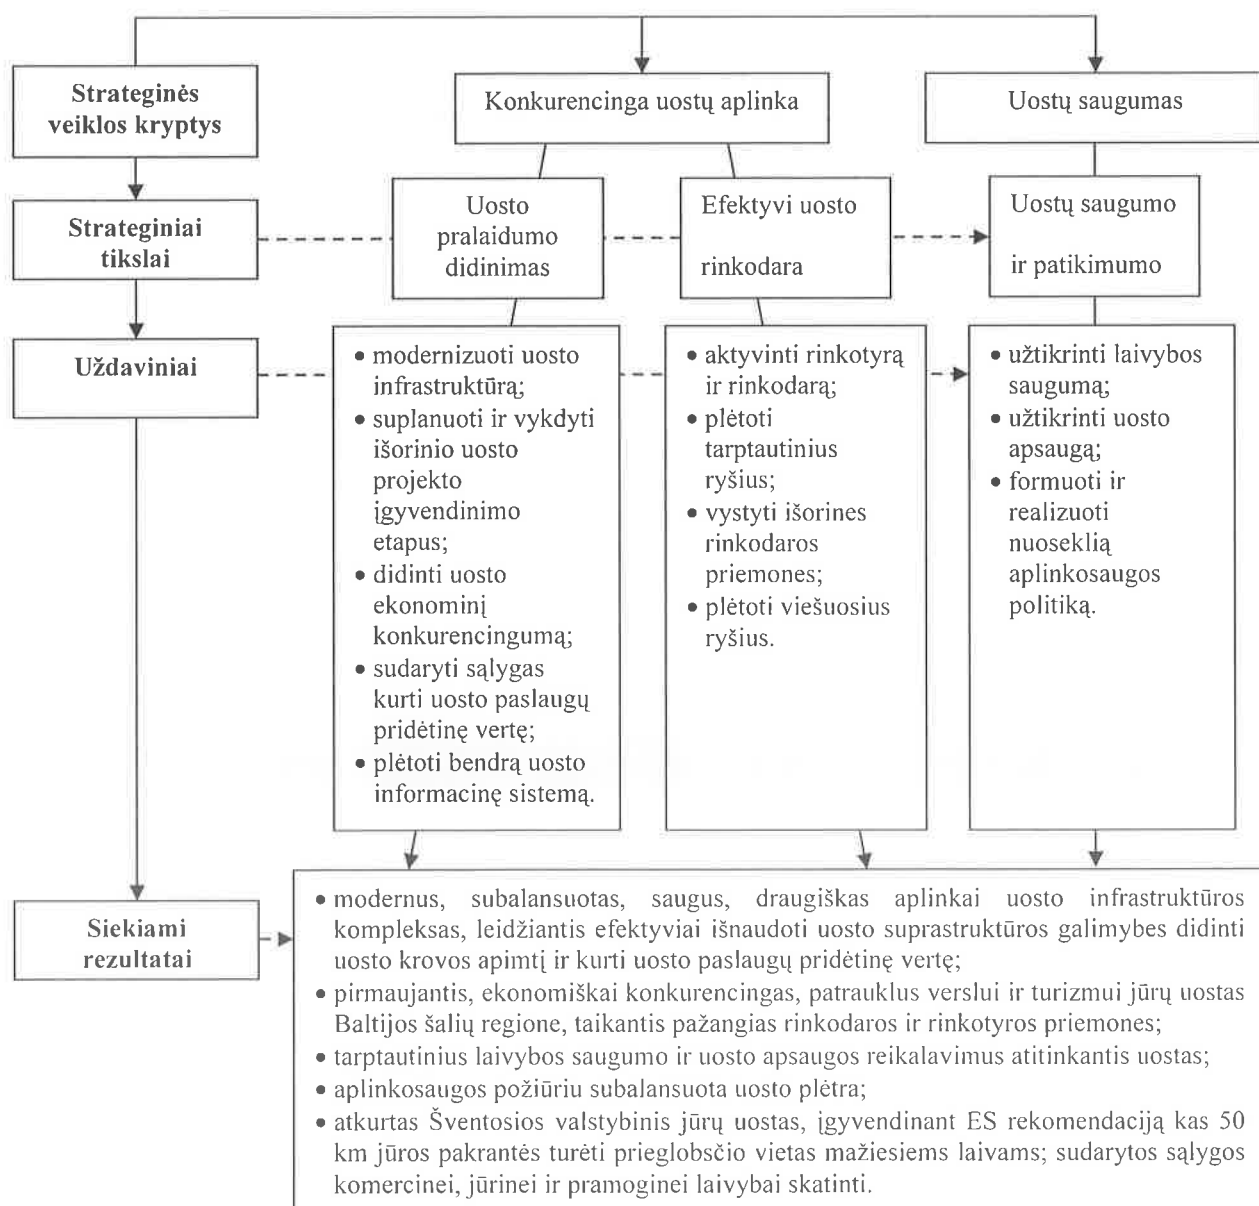 Strateginės
veiklos kryptys
Konkurencinga uostų aplinka
Uostų saugumas
Strateginiai
tikslai
Uosto
pralaidumo
didinimas
Efektyvi uosto
rinkodara
Uostų saugumo
ir patikimumo
Uždaviniai
• modernizuoti uosto
infrastruktūrą;
• suplanuoti ir vykdyti
išorinio uosto
projekto
įgyvendinimo
etapus;
• didinti uosto
ekonominį
konkurencingumą;
• sudaryti sąlygas
kurti uosto paslaugų
pridėtinę vertę;
• plėtoti bendrą uosto
informacinę sistemą.
• aktyvinti rinkotyrą
ir rinkodarą;
• plėtoti
tarptautinius
ryšius;
• vystyti išorines
rinkodaros
priemones;
• plėtoti viešuosius
ryšius.
• užtikrinti laivybos
saugumą;
• užtikrinti uosto
apsaugą;
• formuoti ir
realizuoti
nuoseklią
aplinkosaugos
politiką.
Siekiami
rezultatai
• modernus, subalansuotas, saugus, draugiškas aplinkai uosto infrastruktūros
kompleksas, leidžiantis efektyviai išnaudoti uosto suprastruktūros galimybes didinti
uosto krovos apimtį ir kurti uosto paslaugų pridėtinę vertę;
• pirmaujantis, ekonomiškai konkurencingas, patrauklus verslui ir turizmui jūrų uostas
Baltijos šalių regione, taikantis pažangias rinkodaros ir rinkotyros priemones;
• tarptautinius laivybos saugumo ir uosto apsaugos reikalavimus atitinkantis uostas;
• aplinkosaugos požiūriu subalansuota uosto plėtra;
• atkurtas Šventosios valstybinis jūrų uostas, įgyvendinant ES rekomendaciją kas 50
km jūros pakrantės turėti prieglobsčio vietas mažiesiems laivams; sudarytos sąlygos
komercinei, jūrinei ir pramoginei laivybai skatinti.